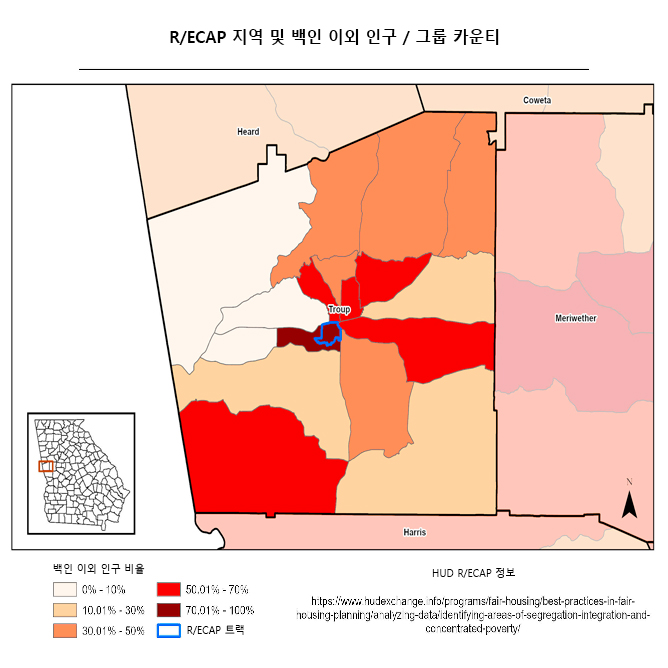 R/ECAP 지역 및 백인 이외 인구 / 그룹 카운티
Coweta
Heard
Troup
Meriwether
N
Harris
백인 이외 인구 비율
0% - 10%
10.01% - 30%
30.01% - 50%
50.01% - 70%
70.01% - 100%
R/ECAP 트랙
HUD R/ECAP 정보
https://www.hudexchange.info/programs/fair-housing/best-practices-in-fair-
housing-planning/analyzing-data/identifying-areas-of-segregation-integration-and-
concentrated-poverty/